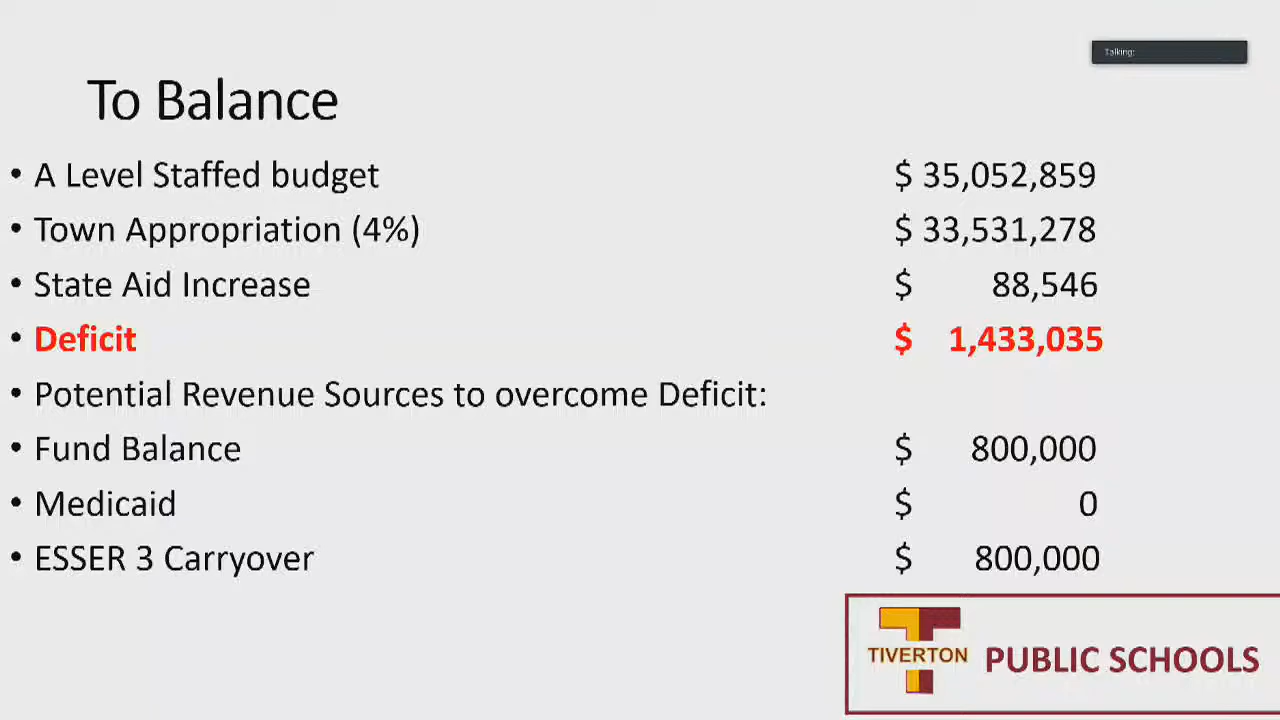 Talking:
To Balance
• A Level Staffed budget $ 35,052,859
• Town Appropriation (4%) $ 33,531,278
• State Aid Increase $ 88,546
• Deficit $ 1,433,035
• Potential Revenue Sources to overcome Deficit:
• Fund Balance $ 800,000
• Medicaid $ 0
• ESSER 3 Carryover $ 800,000
TIVERTON PUBLIC SCHOOLS